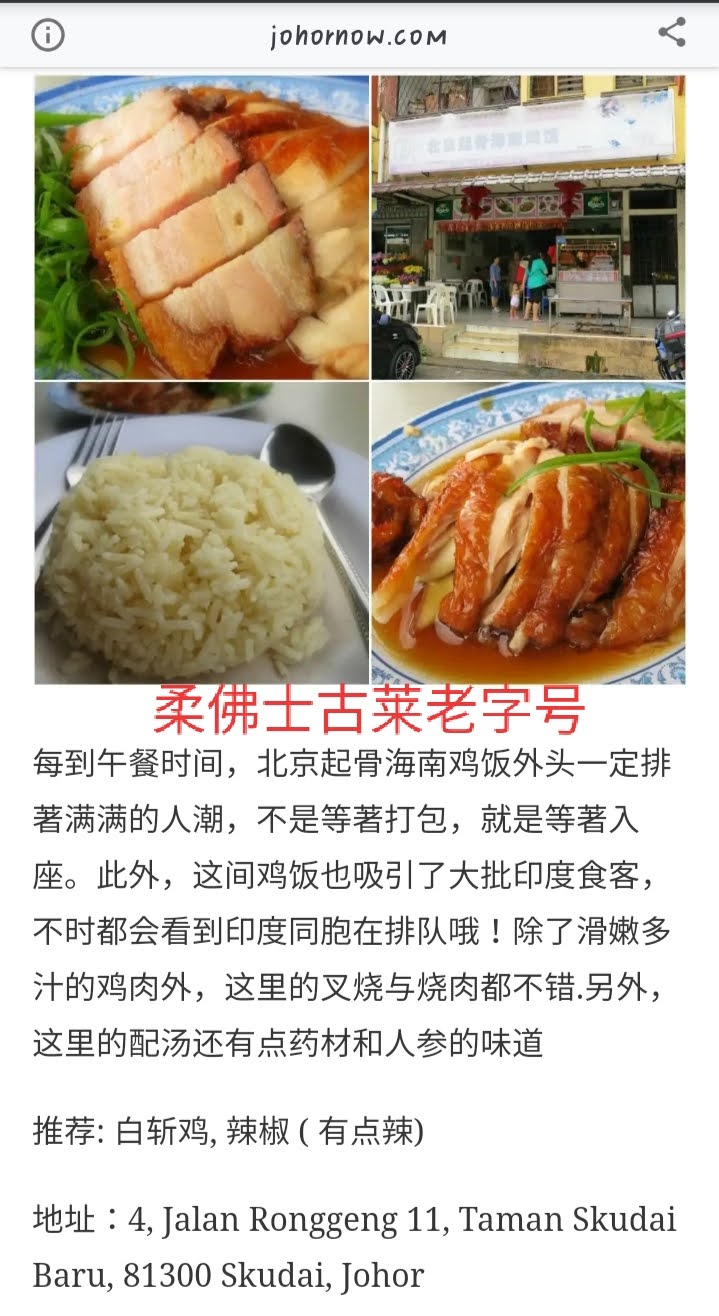 johornow.com
北京起骨海南鸡饭
柔佛士古莱老字号
每到午餐时间，北京起骨海南鸡饭外头一定排
著满满的人潮，不是等著打包，就是等著入
座。此外，这间鸡饭也吸引了大批印度食客，
不时都会看到印度同胞在排队哦！除了滑嫩多
汁的鸡肉外，这里的叉烧与烧肉都不错.另外，
这里的配汤还有点药材和人参的味道
推荐: 白斩鸡, 辣椒 ( 有点辣)
地址：4, Jalan Ronggeng 11, Taman Skudai
Baru, 81300 Skudai, Johor